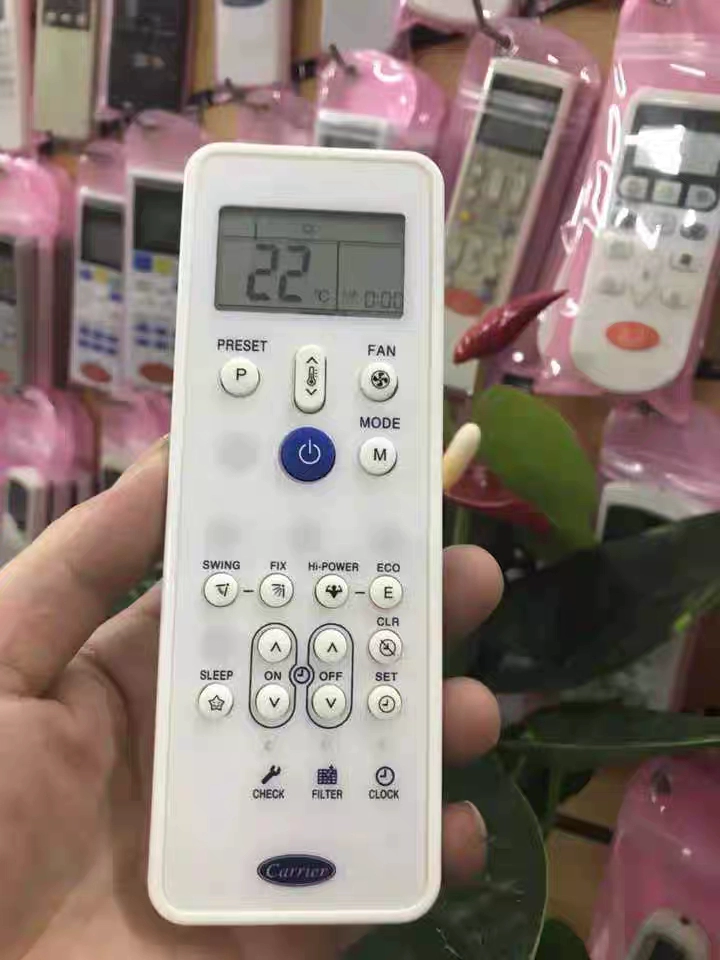 22 °C
0:00
PRESET
FAN
P
MODE
M
SWING FIX Hi-POWER ECO
E
CLR
SLEEP ON OFF SET
CHECK FILTER CLOCK
Carrier